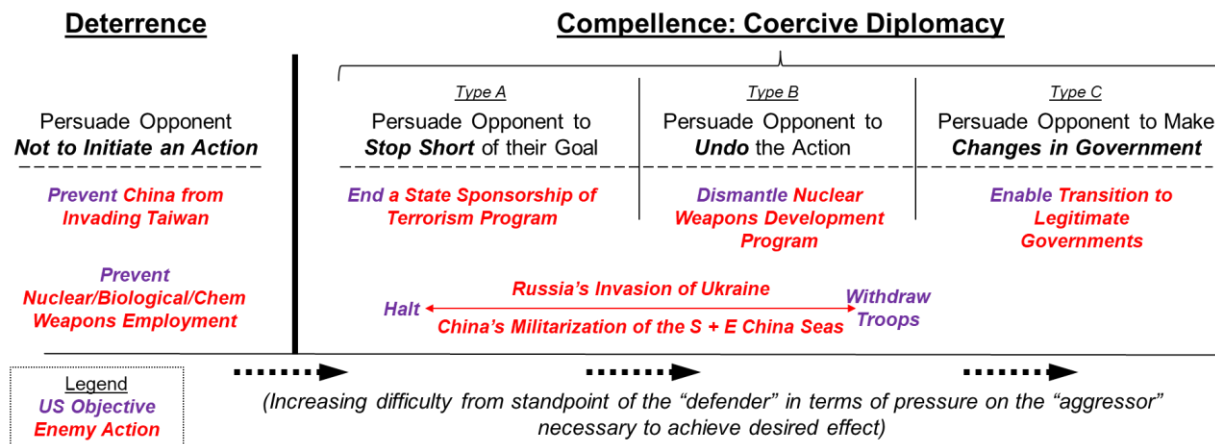 Deterrence
Compellence: Coercive Diplomacy
Persuade Opponent
Not to Initiate an Action
Prevent China from
Invading Taiwan
Prevent
Nuclear/Biological/Chem
Weapons Employment
Type A
Persuade Opponent to
Stop Short of their Goal
End a State Sponsorship of
Terrorism Program
Type B
Persuade Opponent to
Undo the Action
Dismantle Nuclear
Weapons Development
Program
Type C
Persuade Opponent to Make
Changes in Government
Enable Transition to
Legitimate
Governments
Halt
Russia's Invasion of Ukraine
China's Militarization of the S + E China Seas
Withdraw
Troops
Legend
US Objective
Enemy Action
(Increasing difficulty from standpoint of the “defender” in terms of pressure on the “aggressor”
necessary to achieve desired effect)